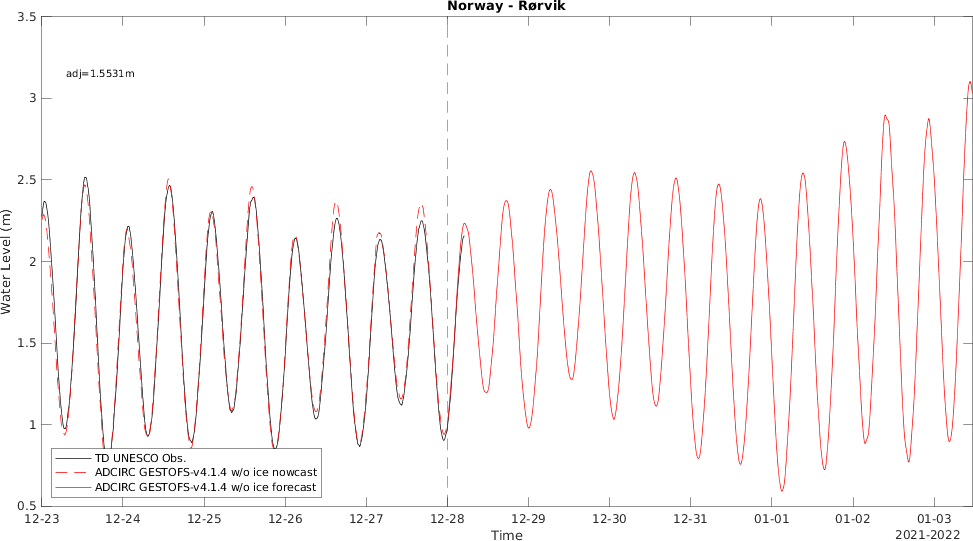 Norway - Rørvik
3.5
adj=1.5531m
3
2.5
Water Level (m)
2
1.5
1
TD UNESCO Obs.
ADCIRC GESTOFS-v4.1.4 w/o ice nowcast
ADCIRC GESTOFS-v4.1.4 w/o ice forecast
0.5
12-23 12-24 12-25 12-26 12-27 12-28 12-29 12-30 12-31 01-01 01-02 01-03
Time
2021-2022